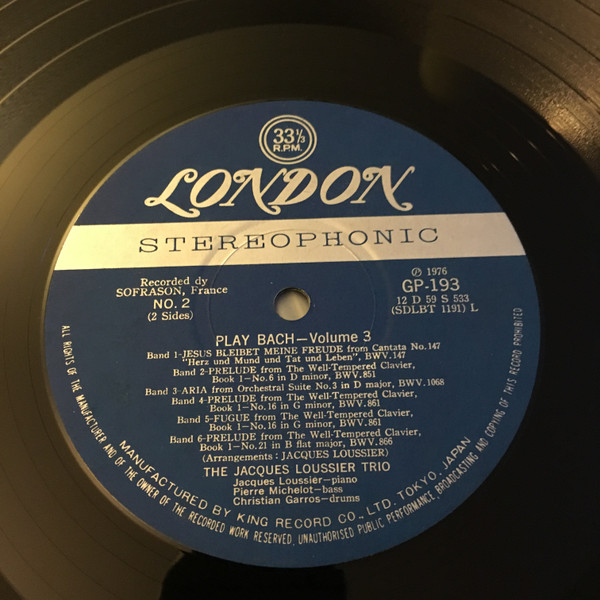 33 1/3
R.P.M.
LONDON
STEREOPHONIC
Recorded dy
SOFRASON, France
NO. 2
(2 Sides)
℗ 1976
GP-193
12 D 59 S 533
(SDLBT 1191) L
PLAY BACH—Volume 3
Band 1-JESUS BLEIBET MEINE FREUDE from Cantata No.147
"Herz und Mund und Tat und Leben", BWV.147
Band 2-PRELUDE from The Well-Tempered Clavier,
Book 1-No.6 in D minor, BWV.851
Band 3-ARIA from Orchestral Suite No.3 in D major, BWV.1068
Band 4-PRELUDE from The Well-Tempered Clavier,
Book 1-No.16 in G minor, BWV.861
Band 5-FUGUE from The Well-Tempered Clavier,
Book 1-No.16 in G minor, BWV.861
Band 6-PRELUDE from The Well-Tempered Clavier,
Book 1-No.21 in B flat major, BWV.866
(Arrangements: JACQUES LOUSSIER)
THE JACQUES LOUSSIER TRIO
Jacques Loussier-piano
Pierre Michelot-bass
Christian Garros-drums
MANUFACTURED BY KING RECORD CO., LTD. TOKYO, JAPAN
ALL RIGHTS OF THE MANUFACTURER AND OF THE OWNER OF THE RECORDED WORK RESERVED. UNAUTHORISED PUBLIC PERFORMANCE, BROADCASTING AND COPYING OF THIS RECORD PROHIBITED